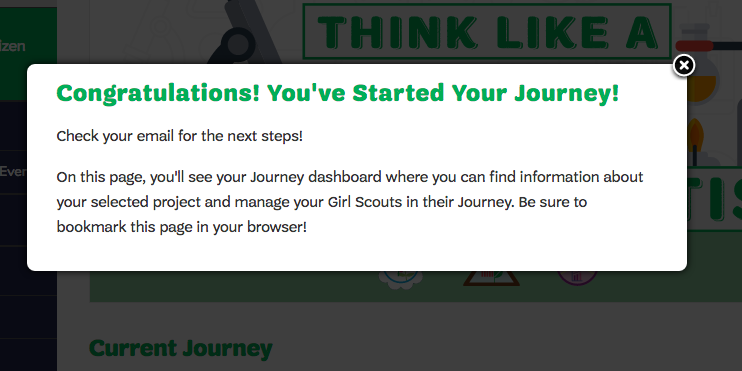 THINK LIKE A
izen
Congratulations! You've Started Your Journey!
Check your email for the next steps!
Even
On this page, you'll see your Journey dashboard where you can find information about
your selected project and manage your Girl Scouts in their Journey. Be sure to
bookmark this page in your browser!
TIS
Current Journey